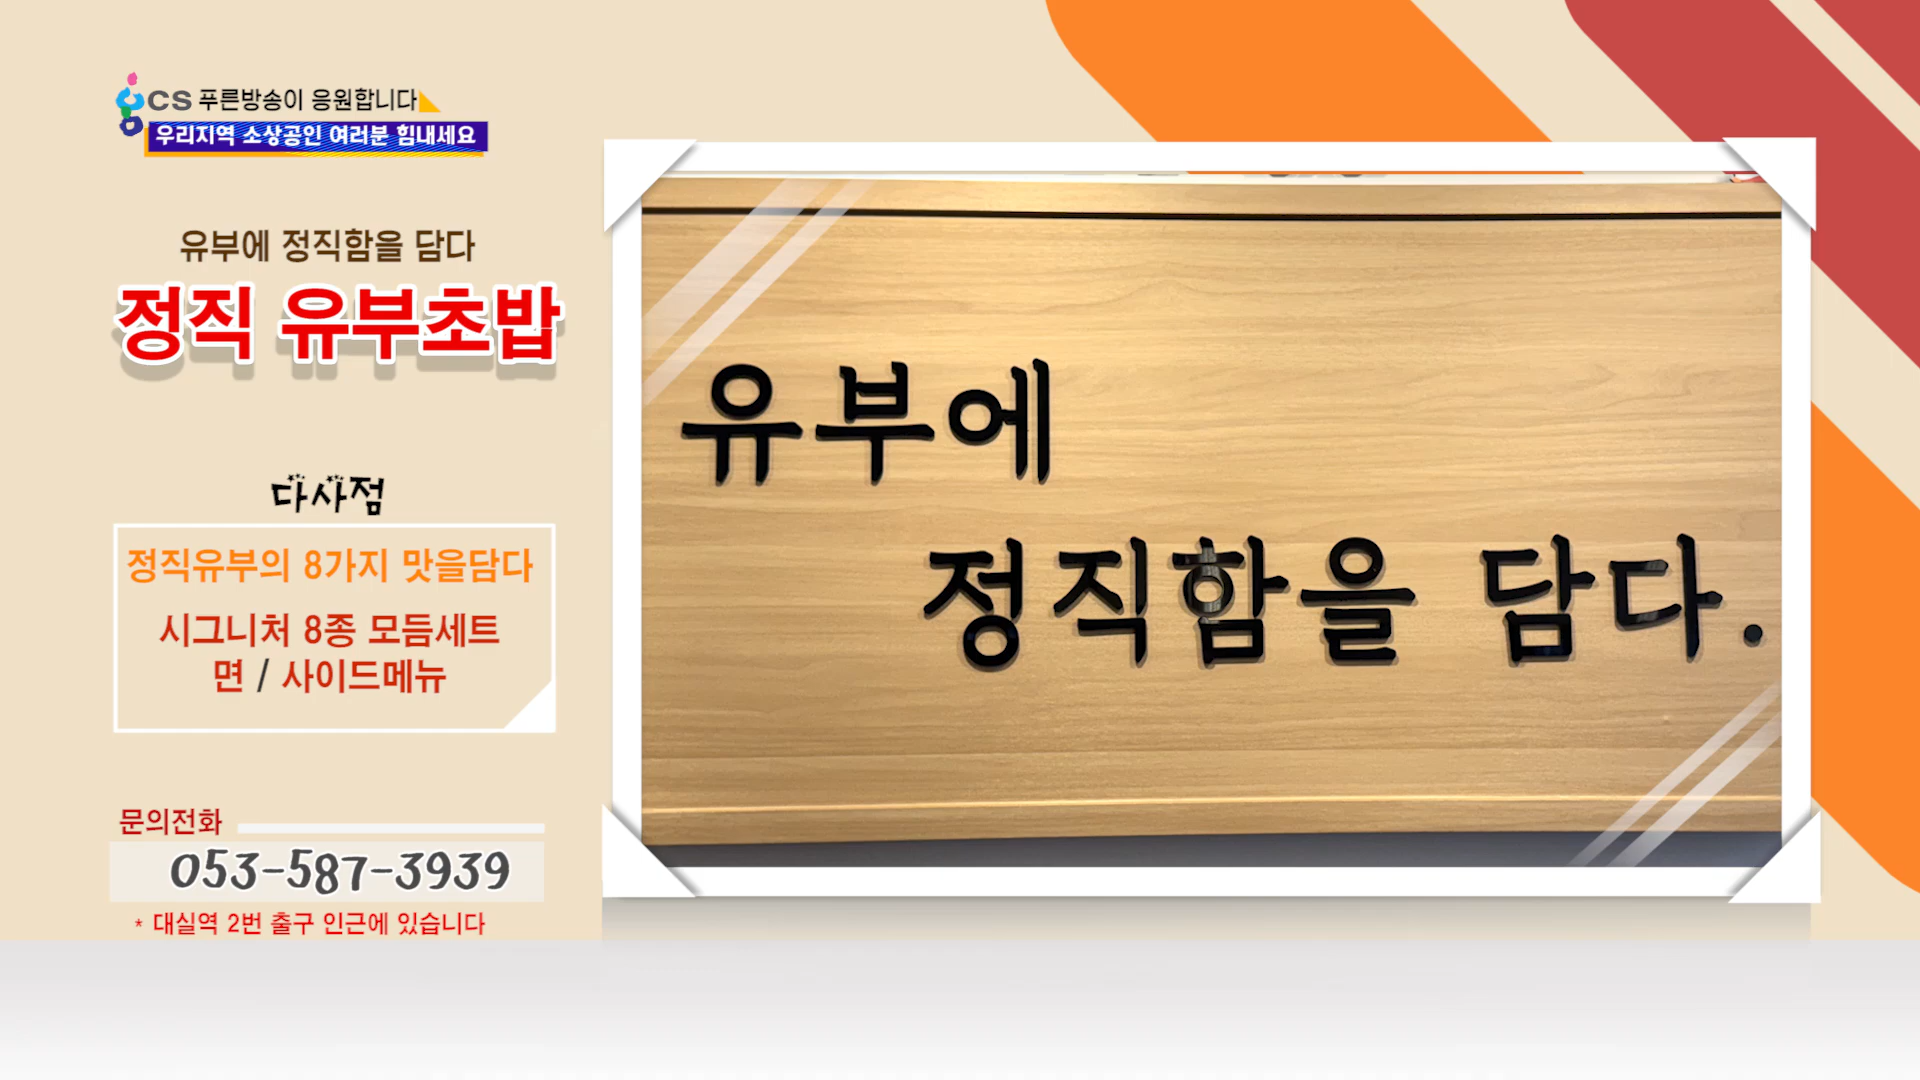 CS 푸른방송이 응원합니다
우리지역 소상공인 여러분 힘내세요
유부에 정직함을 담다
정직 유부초밥
다사점
정직유부의 8가지 맛을담다
시그니처 8종 모듬세트
면 / 사이드메뉴
문의전화
053-587-3939
* 대실역 2번 출구 인근에 있습니다
유부에
정직함을 담다.